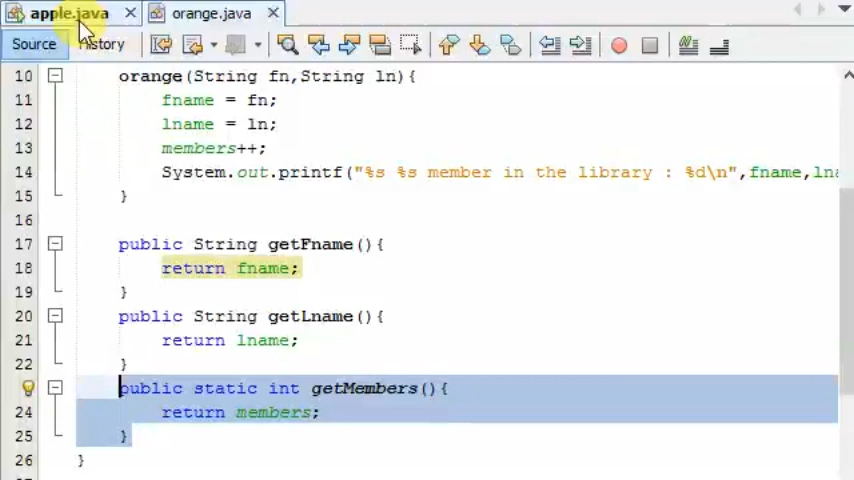 apple.java orange.java
Source History
10 orange(String fn,String ln){
11 fname = fn;
12 lname = ln;
13 members++;
14 System.out.printf("%s %s member in the library : %d\n",fname,lna
15 }
16
17 public String getFname(){
18 return fname;
19 }
20 public String getLname(){
21 return lname;
22 }
public static int getMembers(){
24 return members;
25 }
26 }